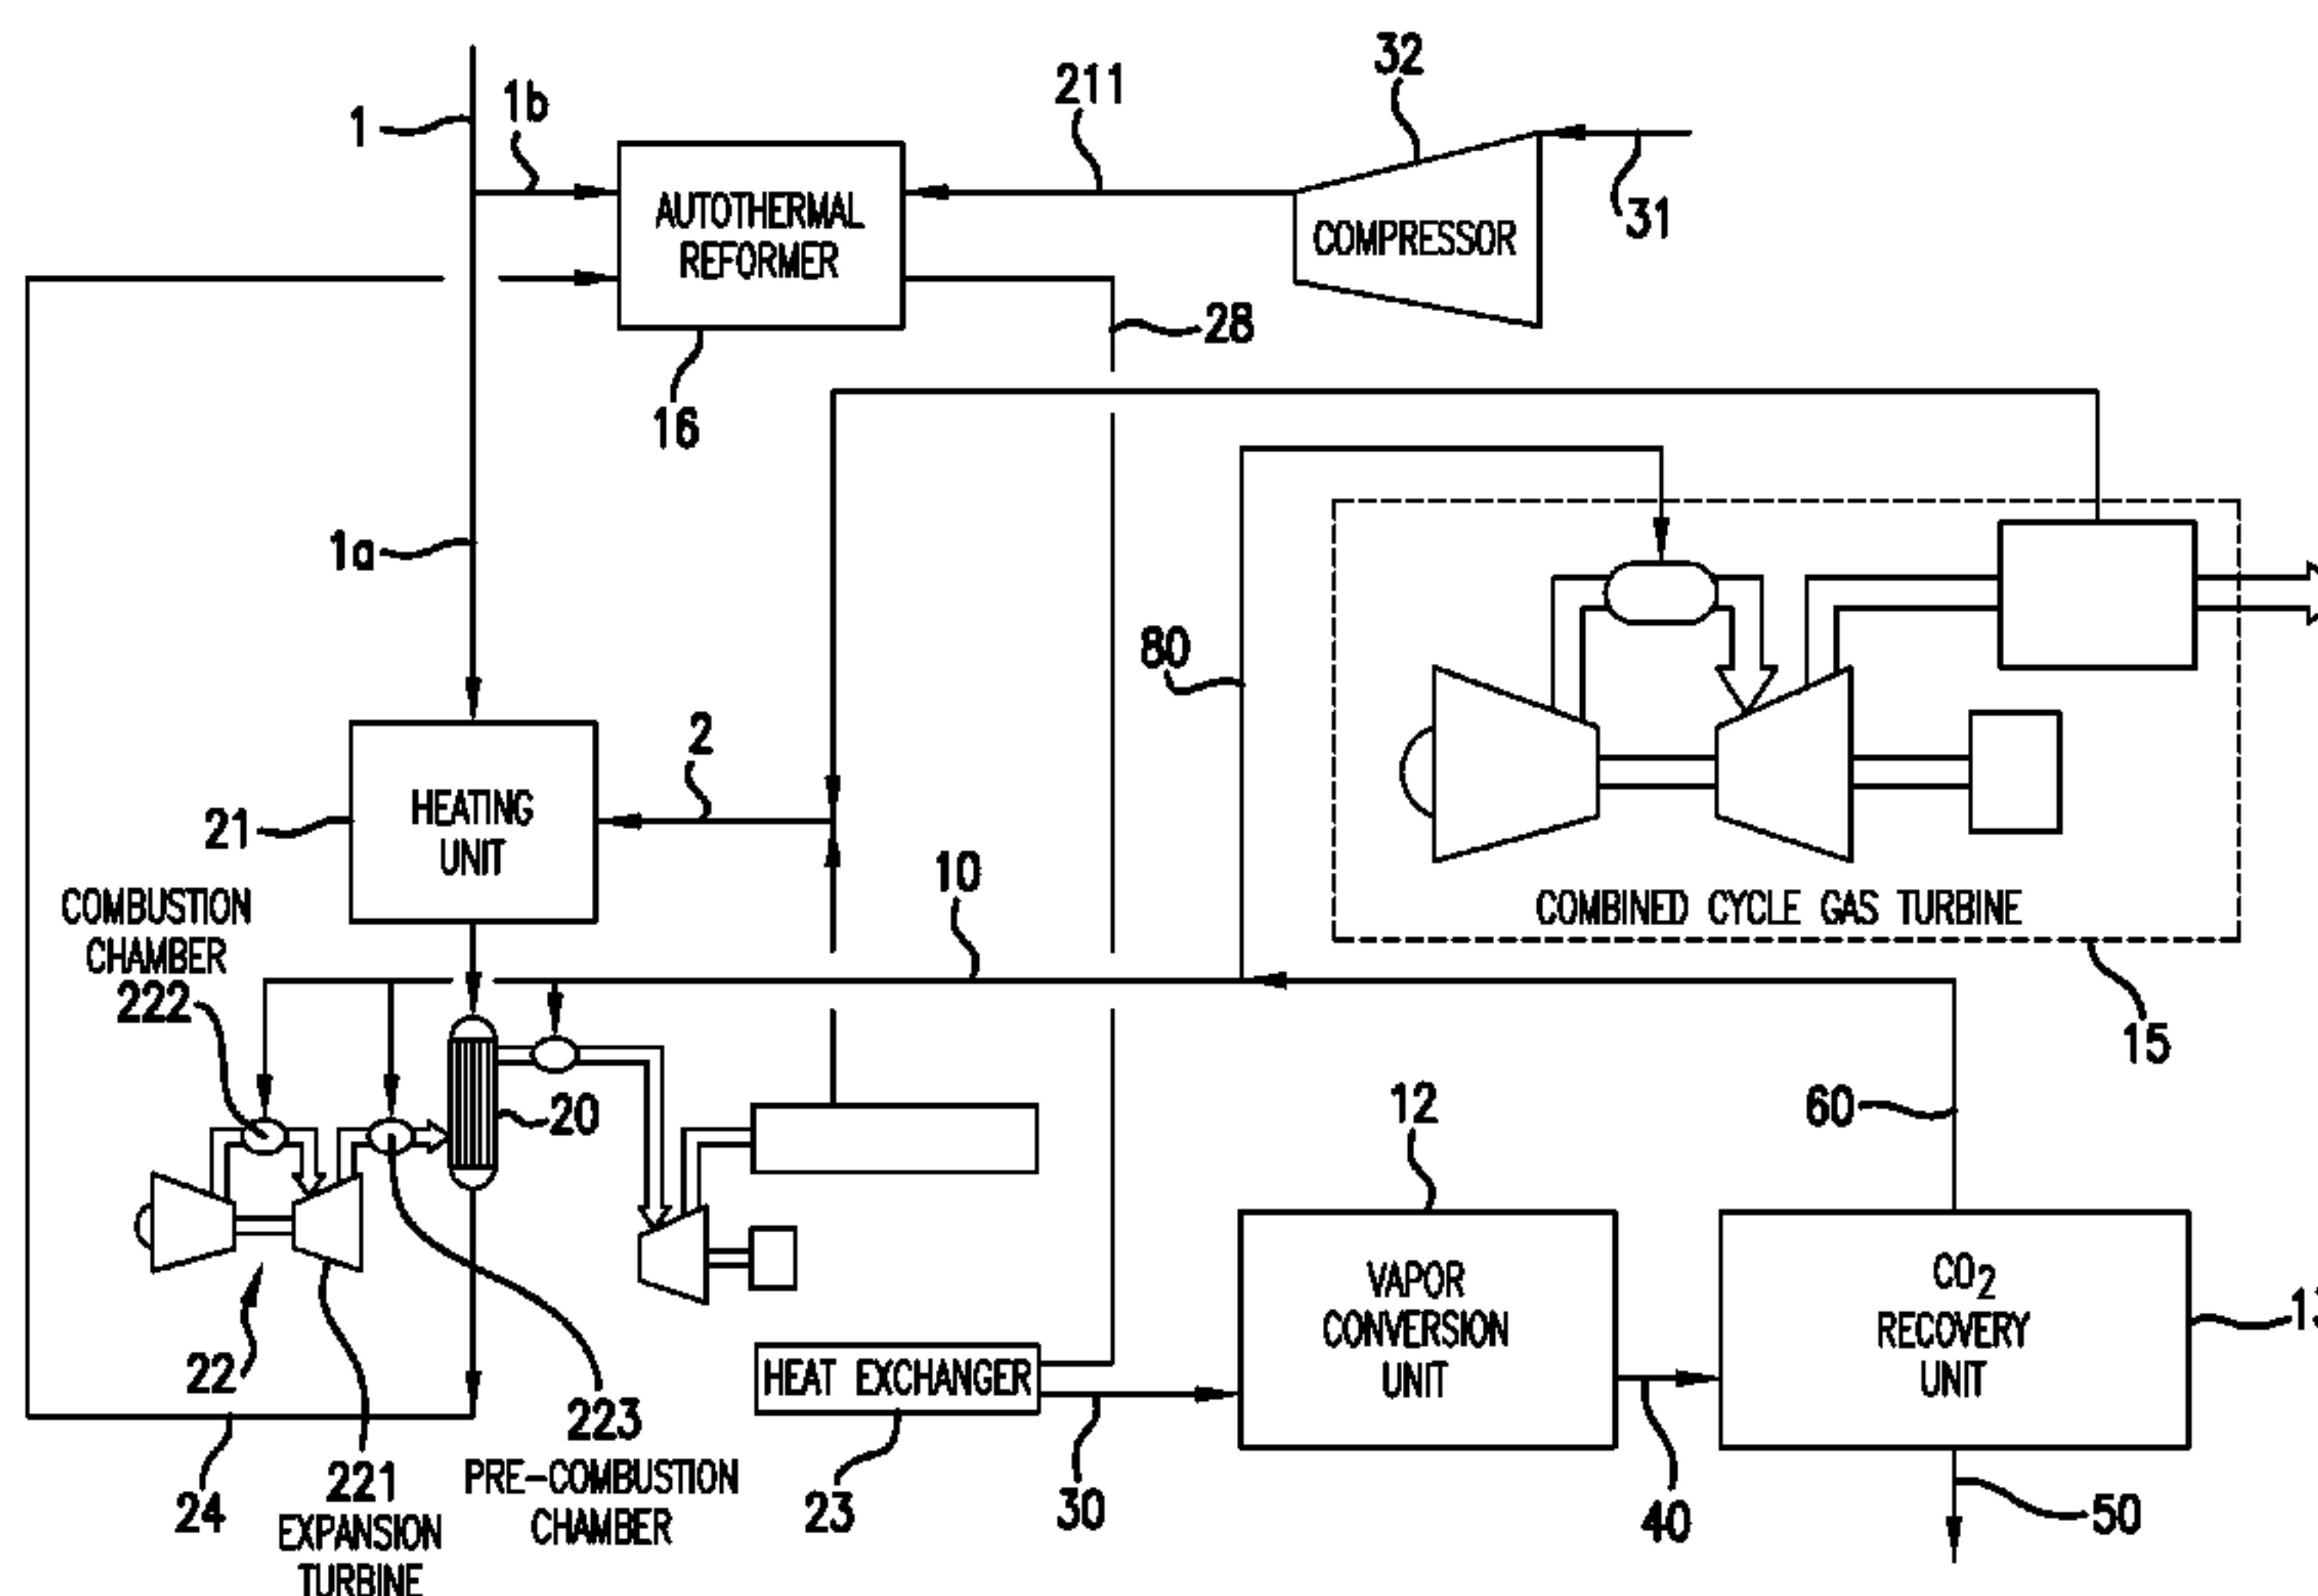 32
211
1b
1
AUTOTHERMAL
REFORMER
COMPRESSOR
31
28
16
1a
80
2
HEATING
UNIT
21
10
COMBUSTION
CHAMBER
222
COMBINED CYCLE GAS TURBINE
15
20
12
60
VAPOR
CONVERSION
UNIT
CO2
RECOVERY
UNIT
22
HEAT EXCHANGER
223
PRE-COMBUSTION
CHAMBER
24
221
EXPANSION
TURBINE
23
30
40
50